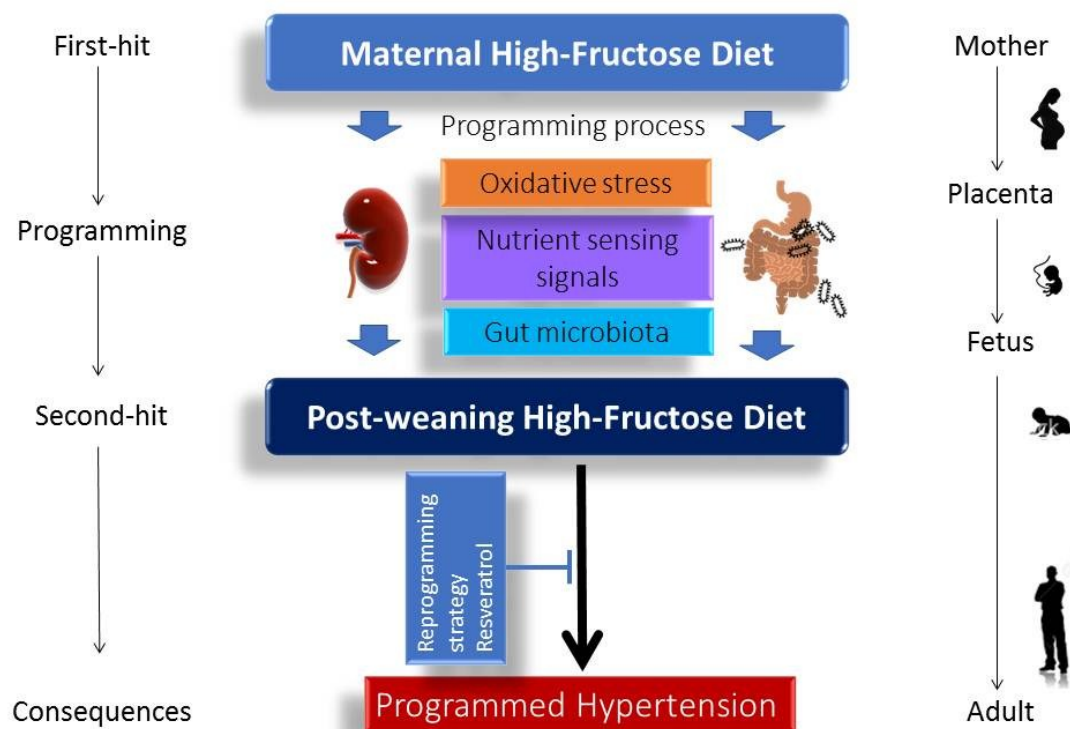 First-hit
Maternal High-Fructose Diet
Mother
Programming process
Oxidative stress
Placenta
Programming
Nutrient sensing
signals
Gut microbiota
Fetus
Second-hit
Post-weaning High-Fructose Diet
Reprogramming
strategy
Resveratrol
Programmed Hypertension
Consequences
Adult